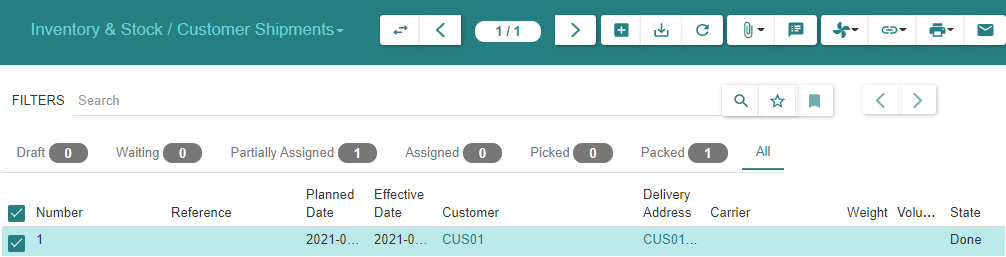 Inventory & Stock / Customer Shipments
1 / 1
FILTERS Search
Draft 0 Waiting 0 Partially Assigned 1 Assigned 0 Picked 0 Packed 1 All
Number Reference Planned Date Effective Date Customer Delivery Address Carrier Weight Volu... State
1 2021-0... 2021-0... CUS01 CUS01... Done